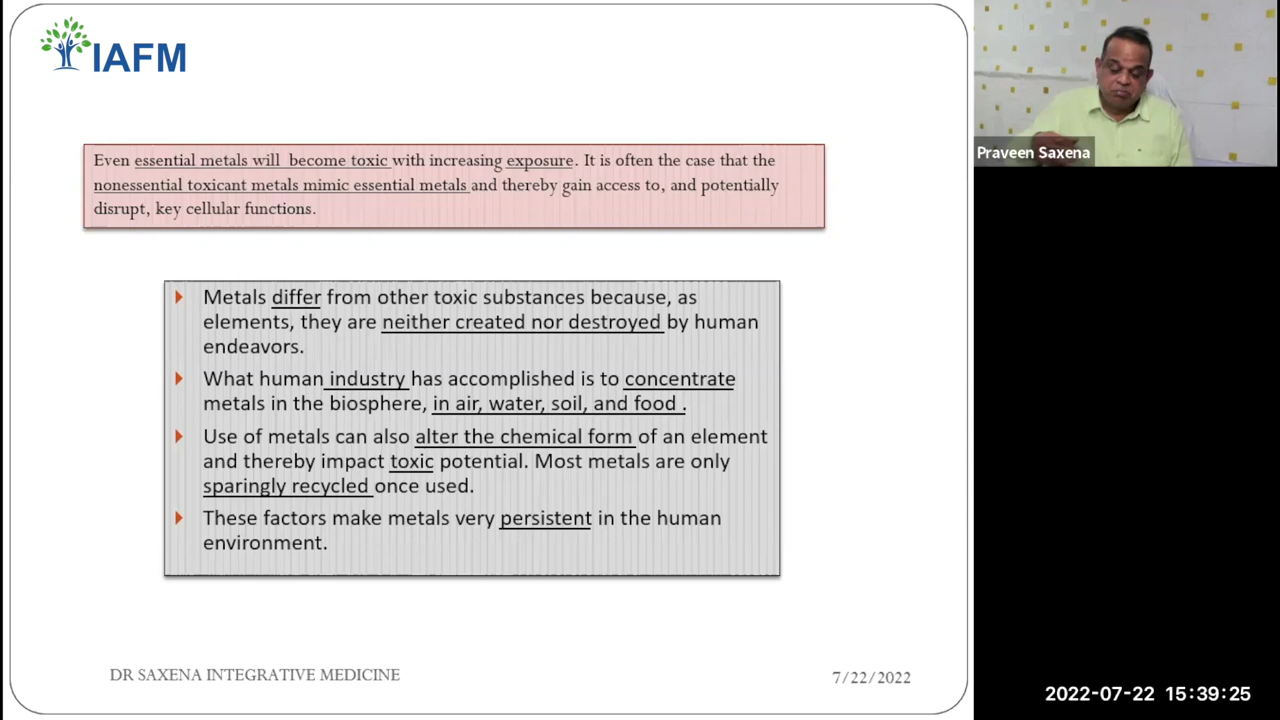 IAFM
Even essential metals will become toxic with increasing exposure. It is often the case that the
nonessential toxicant metals mimic essential metals and thereby gain access to, and potentially
disrupt, key cellular functions.
Metals differ from other toxic substances because, as
elements, they are neither created nor destroyed by human
endeavors.
What human industry has accomplished is to concentrate
metals in the biosphere, in air, water, soil, and food .
Use of metals can also alter the chemical form of an element
and thereby impact toxic potential. Most metals are only
sparingly recycled once used.
These factors make metals very persistent in the human
environment.
DR SAXENA INTEGRATIVE MEDICINE
7/22/2022
Praveen Saxena
2022-07-22 15:39:25